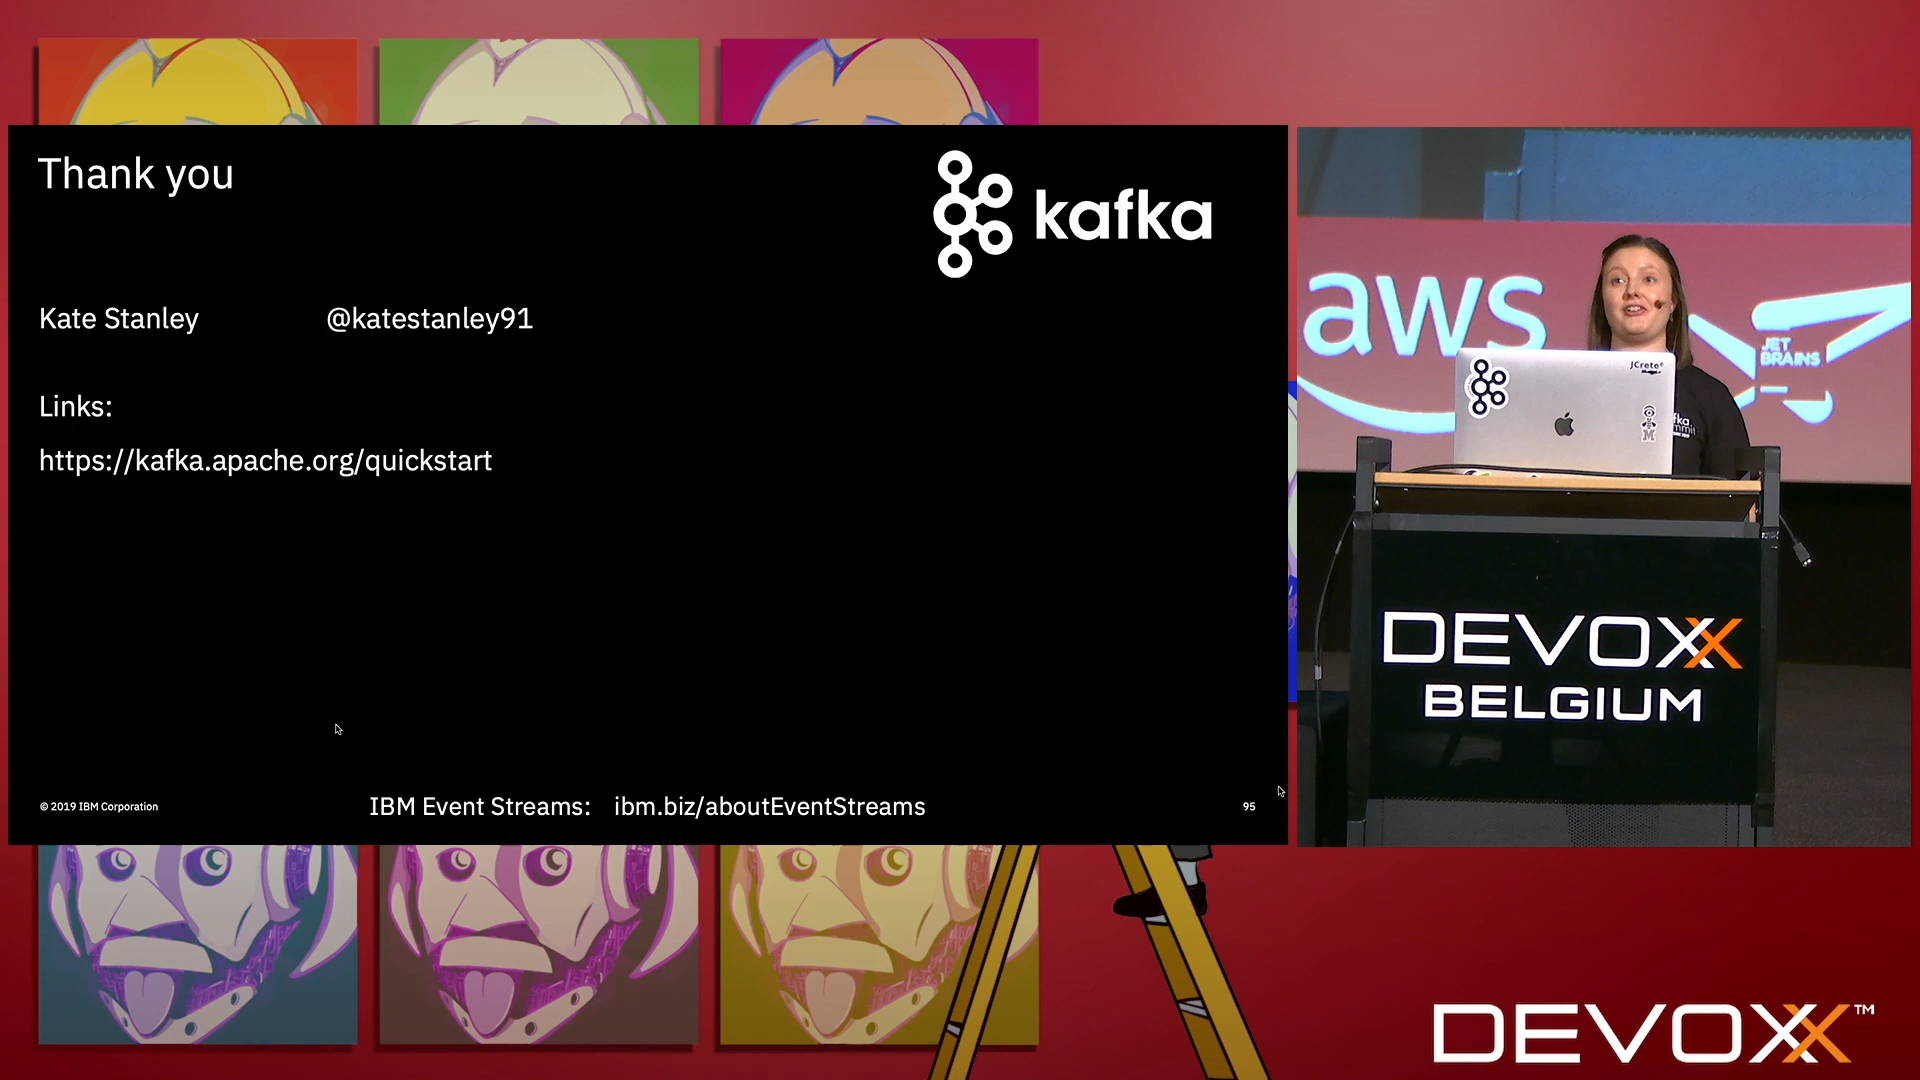 Thank you
kafka
Kate Stanley @katestanley91
Links:
https://kafka.apache.org/quickstart
© 2019 IBM Corporation
IBM Event Streams: ibm.biz/aboutEventStreams
95
aws
JET
BRAINS
JCrete
M
DEVOXX
BELGIUM
DEVOXX™